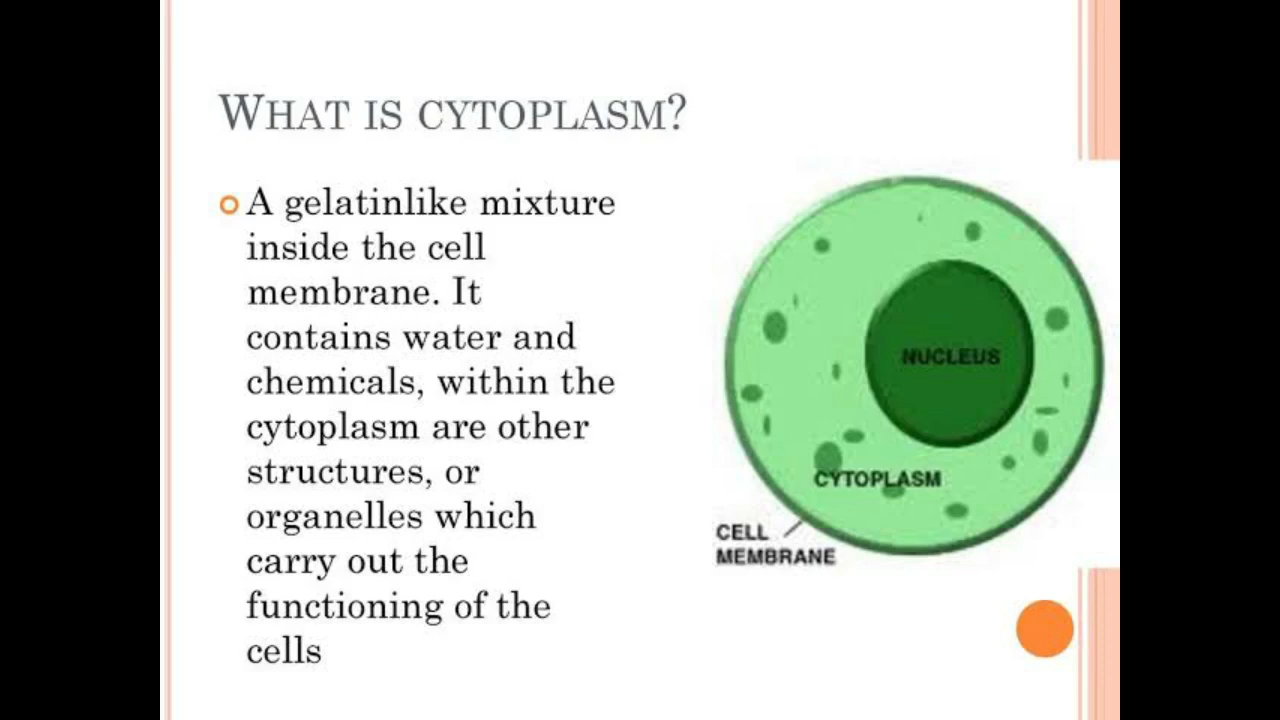 WHAT IS CYTOPLASM?
A gelatinlike mixture
inside the cell
membrane. It
contains water and
chemicals, within the
cytoplasm are other
structures, or
organelles which
carry out the
functioning of the
cells
NUCLEUS
CYTOPLASM
CELL
MEMBRANE